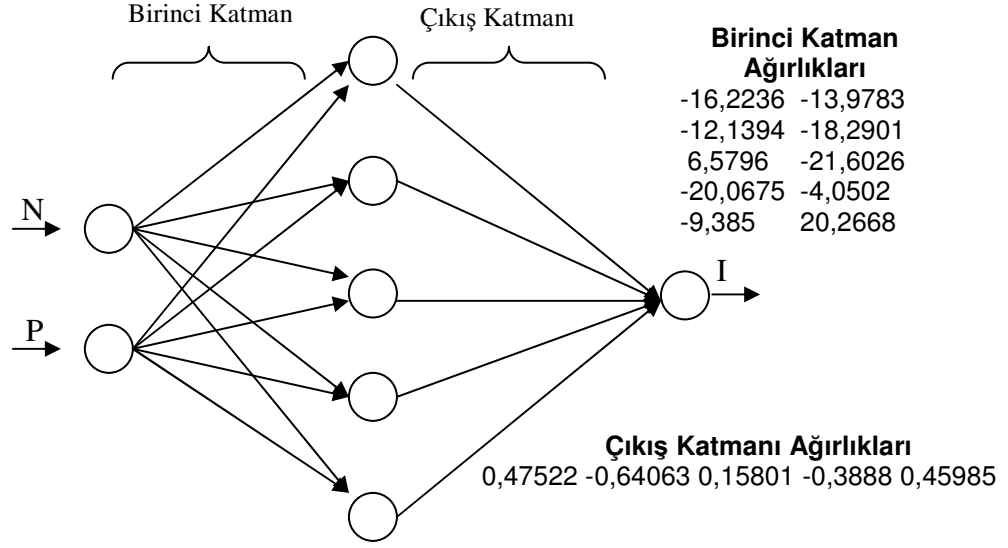 Birinci Katman
Çıkış Katmanı
Birinci Katman
Ağırlıkları
-16,2236 -13,9783
-12,1394 -18,2901
6,5796 -21,6026
-20,0675 -4,0502
-9,385 20,2668
N
I
P
Çıkış Katmanı Ağırlıkları
0,47522 -0,64063 0,15801 -0,3888 0,45985